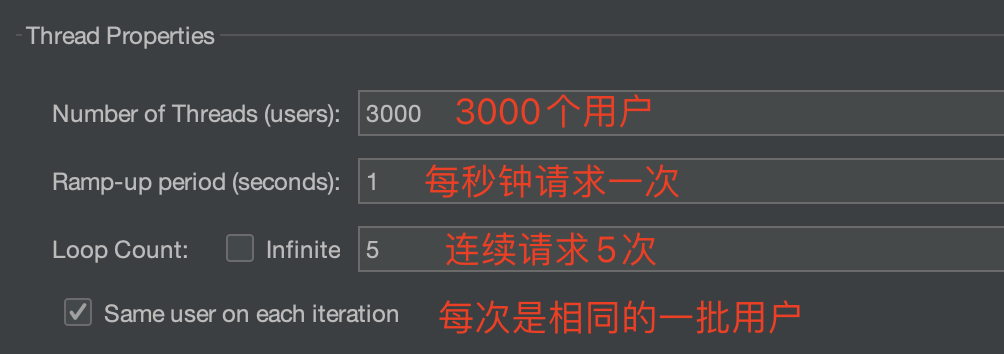 Thread Properties
Number of Threads (users): 3000 3000个用户
Ramp-up period (seconds): 1 每秒钟请求一次
Loop Count: Infinite 5 连续请求5次
Same user on each iteration 每次是相同的一批用户